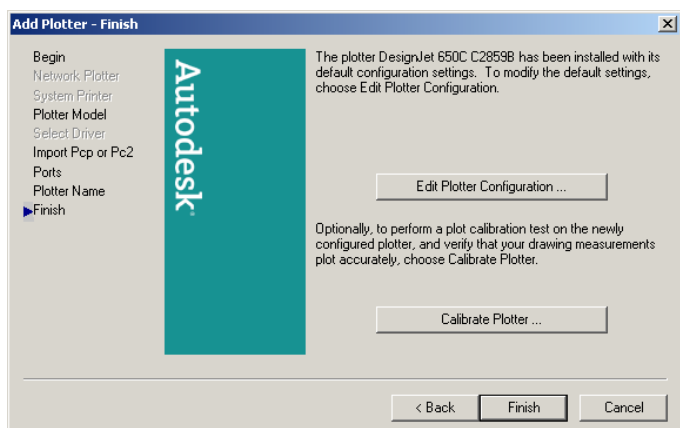 Add Plotter - Finish
Begin
Network Plotter
System Printer
Plotter Model
Select Driver
Import Pcp or Pc2
Ports
Plotter Name
Finish
Autodesk
The plotter DesignJet 650C C2859B has been installed with its
default configuration settings. To modify the default settings,
choose Edit Plotter Configuration.
Edit Plotter Configuration ...
Optionally, to perform a plot calibration test on the newly
configured plotter, and verify that your drawing measurements
plot accurately, choose Calibrate Plotter.
Calibrate Plotter ...
< Back
Finish
Cancel